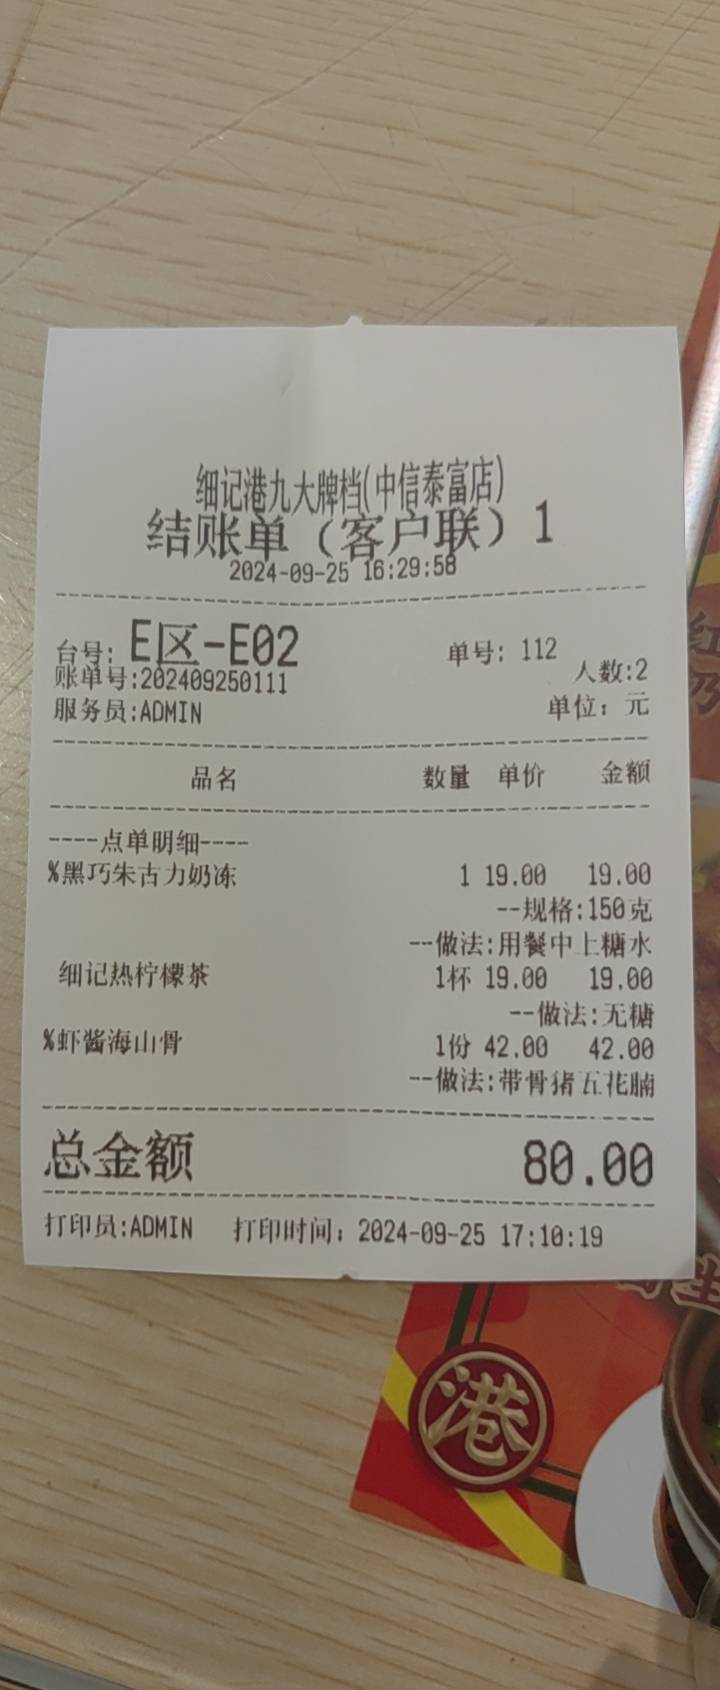 细记港九大牌档(中信泰富店)
结账单（客户联）1
2024-09-25 16:29:58
台号: E区-E02 单号: 112
账单号:202409250111 人数:2
服务员:ADMIN 单位: 元
品名 数量 单价 金额
----点单明细----
%黑巧朱古力奶冻 1 19.00 19.00
--规格:150克
--做法:用餐中上糖水
细记热柠檬茶 1杯 19.00 19.00
--做法:无糖
%虾酱海山骨 1份 42.00 42.00
--做法:带骨猪五花腩
总金额 80.00
打印员:ADMIN 打印时间: 2024-09-25 17:10:19
红
奶
生
港